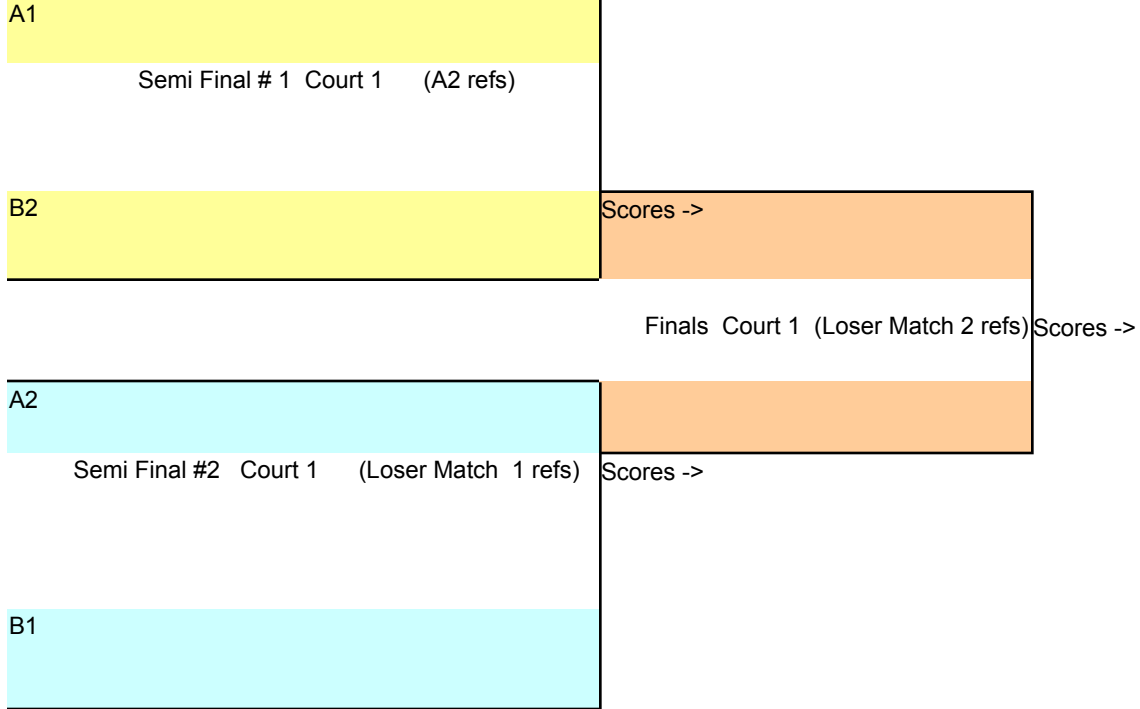 A1
Semi Final # 1  Court 1     (A2 refs)
B2
Scores ->
Finals  Court 1  (Loser Match 2 refs)
Scores ->
A2
Semi Final #2   Court 1     (Loser Match  1 refs)
Scores ->
B1